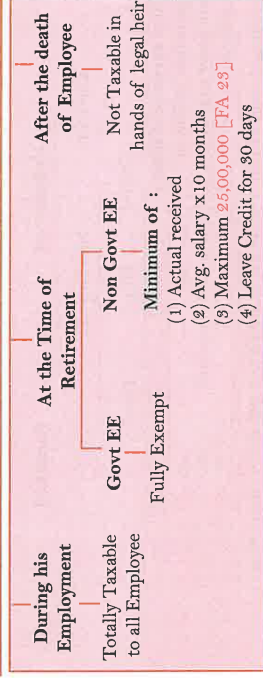 During his
Employment
Totally Taxable
to all Employee
At the Time of
Retirement
Govt EE
Fully Exempt
Non Govt EE
Minimum of :
(1) Actual received
(2) Avg. salary x10 months
(3) Maximum 25,00,000 [FA 23]
(4) Leave Credit for 30 days
After the death
of Employee
Not Taxable in
hands of legal heir